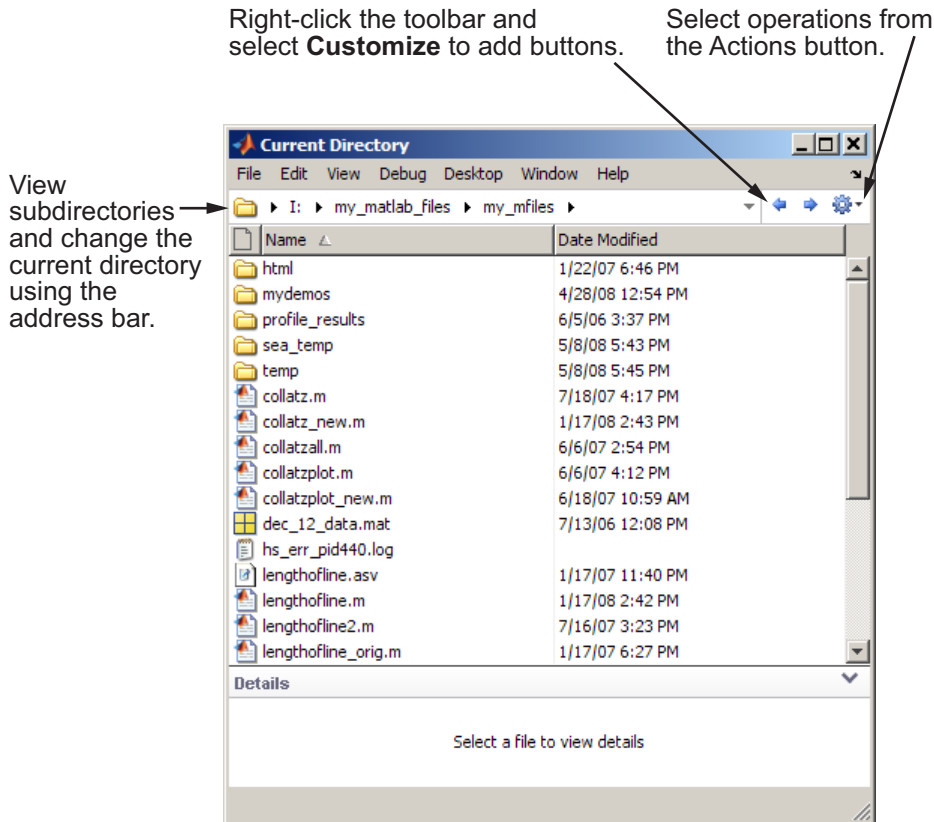 Right-click the toolbar and
select Customize to add buttons.
Select operations from
the Actions button.
View
subdirectories
and change the
current directory
using the
address bar.
Current Directory
File Edit View Debug Desktop Window Help
I: my_matlab_files my_mfiles
Name Date Modified
html 1/22/07 6:46 PM
mydemos 4/28/08 12:54 PM
profile_results 6/5/06 3:37 PM
sea_temp 5/8/08 5:43 PM
temp 5/8/08 5:45 PM
collatz.m 7/18/07 4:17 PM
collatz_new.m 1/17/08 2:43 PM
collatzall.m 6/6/07 2:54 PM
collatzplot.m 6/6/07 4:12 PM
collatzplot_new.m 6/18/07 10:59 AM
dec_12_data.mat 7/13/06 12:08 PM
hs_err_pid440.log
lengthofline.asv 1/17/07 11:40 PM
lengthofline.m 1/17/08 2:42 PM
lengthofline2.m 7/16/07 3:23 PM
lengthofline_orig.m 1/17/07 6:27 PM
Details
Select a file to view details